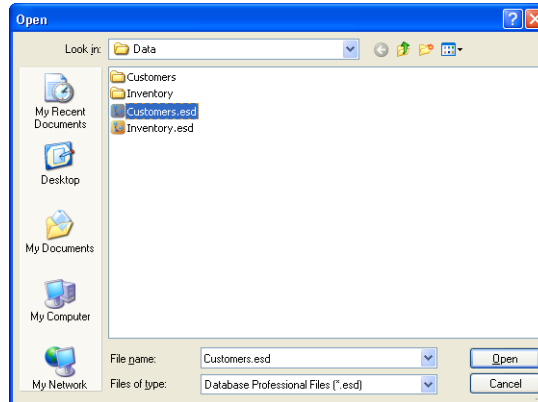 Open
Look in: Data
Customers
Inventory
Customers.esd
Inventory.esd
My Recent
Documents
Desktop
My Documents
My Computer
My Network
File name: Customers.esd Open
Files of type: Database Professional Files (*.esd) Cancel